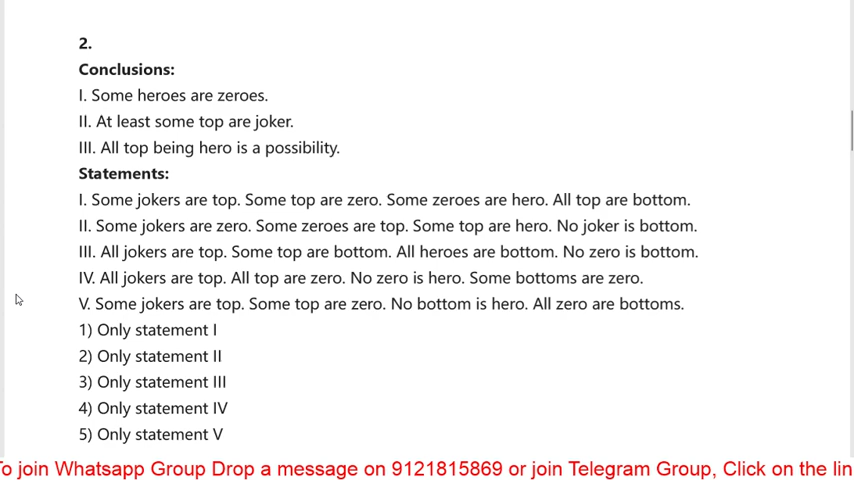 2.
Conclusions:
I. Some heroes are zeroes.
II. At least some top are joker.
III. All top being hero is a possibility.
Statements:
I. Some jokers are top. Some top are zero. Some zeroes are hero. All top are bottom.
II. Some jokers are zero. Some zeroes are top. Some top are hero. No joker is bottom.
III. All jokers are top. Some top are bottom. All heroes are bottom. No zero is bottom.
IV. All jokers are top. All top are zero. No zero is hero. Some bottoms are zero.
V. Some jokers are top. Some top are zero. No bottom is hero. All zero are bottoms.
1) Only statement I
2) Only statement II
3) Only statement III
4) Only statement IV
5) Only statement V
To join Whatsapp Group Drop a message on 9121815869 or join Telegram Group, Click on the lin